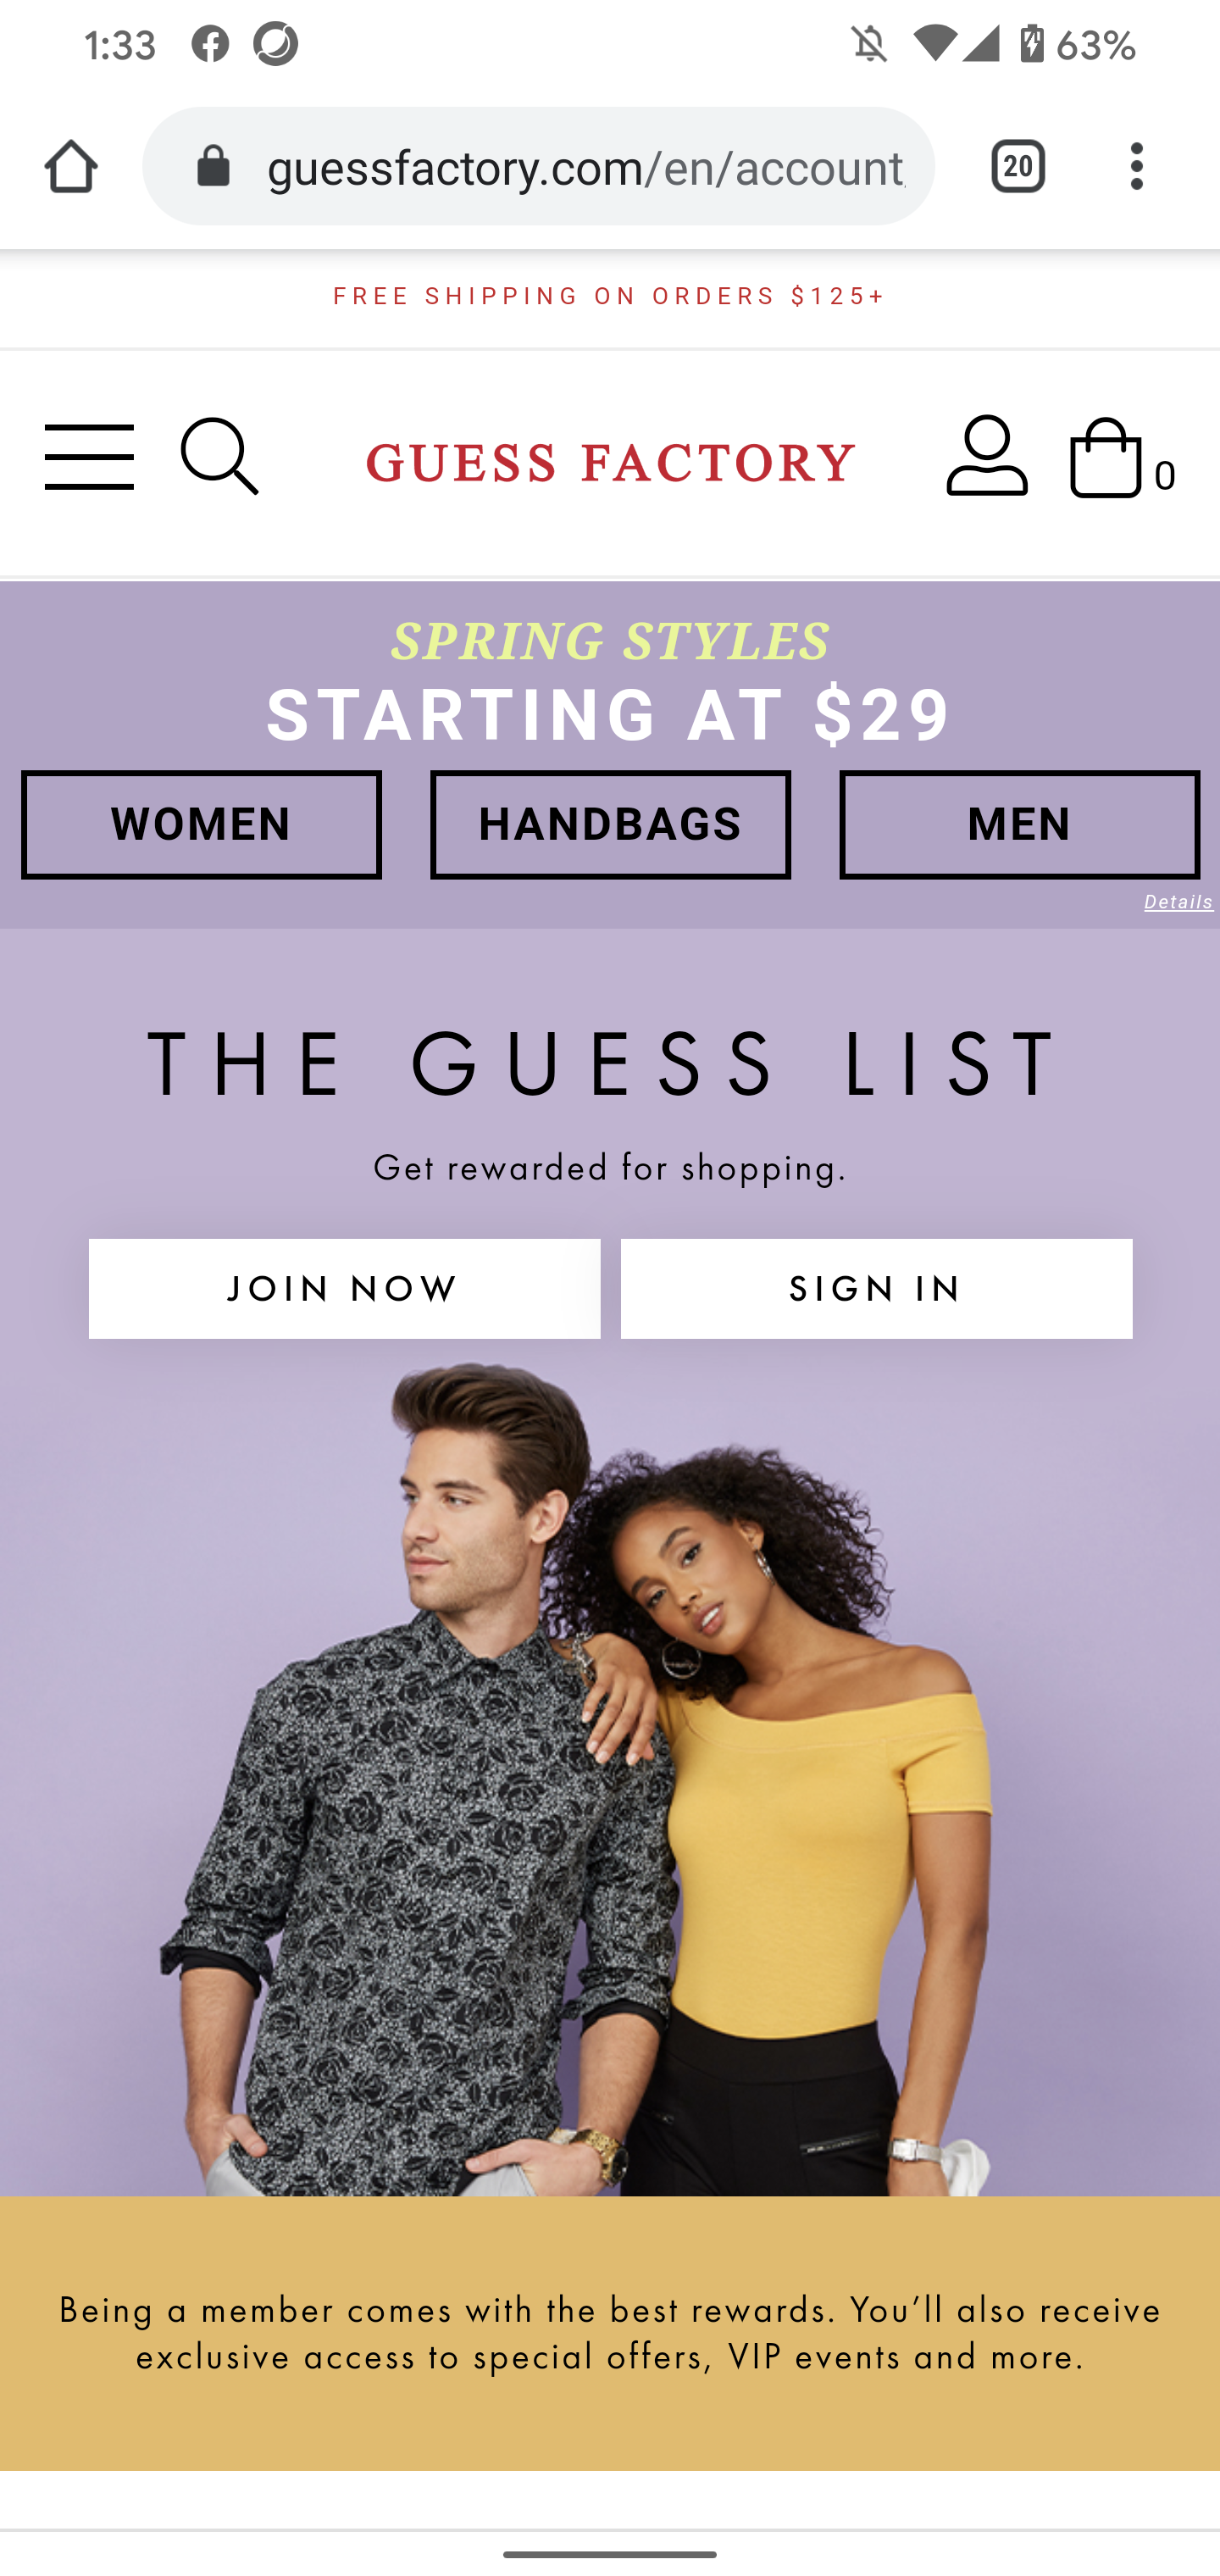 1:33
63%
guessfactory.com/en/account
20
FREE SHIPPING ON ORDERS $125+
GUESS FACTORY
0
SPRING STYLES
STARTING AT $29
WOMEN
HANDBAGS
MEN
Details
THE GUESS LIST
Get rewarded for shopping.
JOIN NOW
SIGN IN
Being a member comes with the best rewards. You’ll also receive
exclusive access to special offers, VIP events and more.